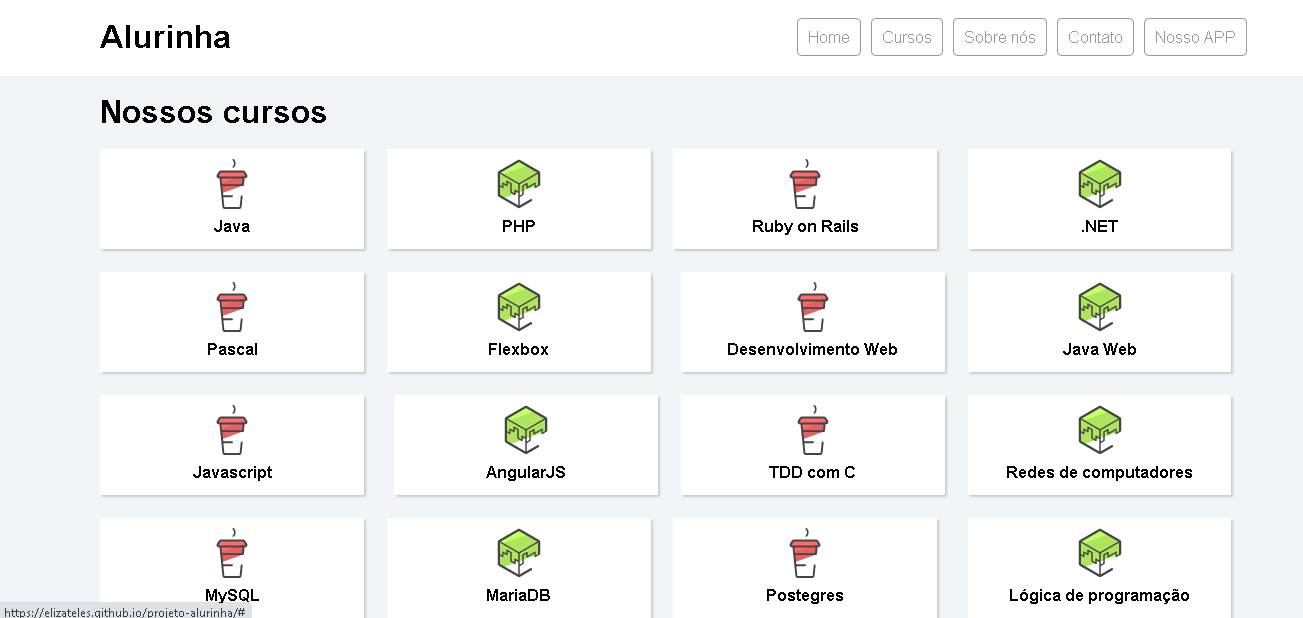 Alurinha
Home Cursos Sobre nós Contato Nosso APP
Nossos cursos
Java PHP Ruby on Rails .NET
Pascal Flexbox Desenvolvimento Web Java Web
Javascript AngularJS TDD com C Redes de computadores
MySQL MariaDB Postegres Lógica de programação
https://elizateles.github.io/projeto-alurinha/#